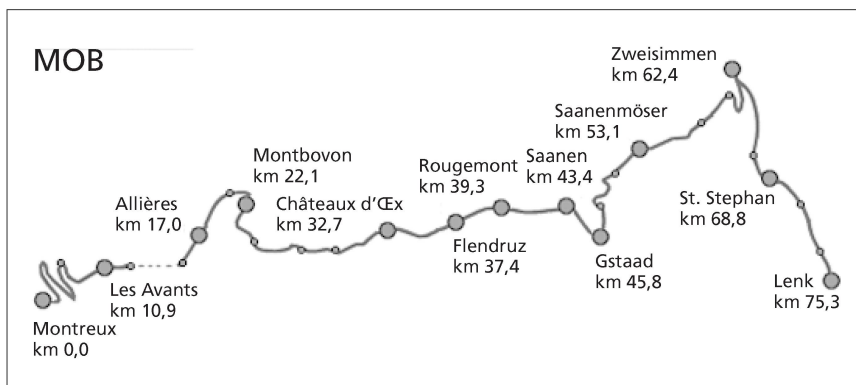 MOB
Zweisimmen
km 62,4
Saanenmöser
km 53,1
Montbovon
km 22,1
Rougemont
km 39,3
Saanen
km 43,4
Allières
km 17,0
Châteaux d’Œx
km 32,7
St. Stephan
km 68,8
Flendruz
km 37,4
Gstaad
km 45,8
Les Avants
km 10,9
Lenk
km 75,3
Montreux
km 0,0